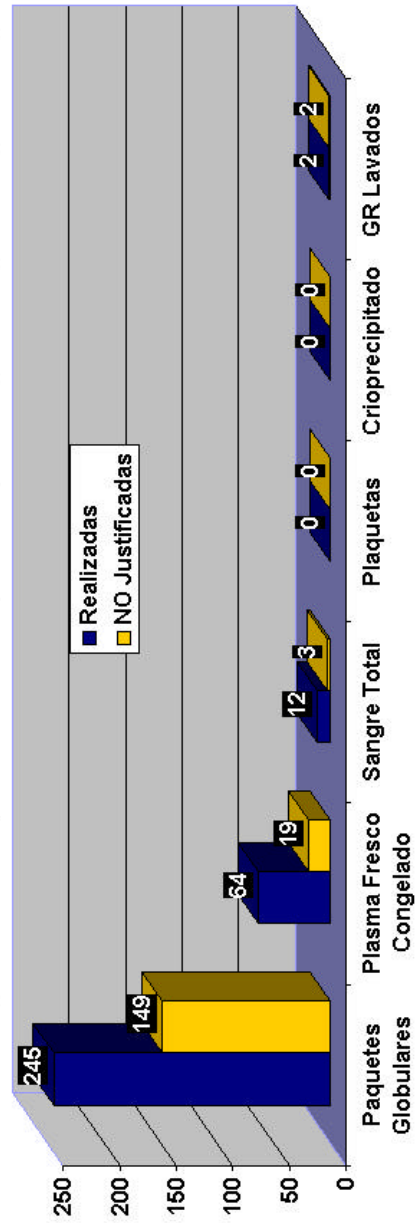 250
200
150
100
50
0
245
149
64
19
12
3
0
0
0
0
2
2
Realizadas
NO Justificadas
Paquetes
Globulares
Plasma Fresco
Congelado
Sangre Total
Plaquetas
Crioprecipitado
GR Lavados